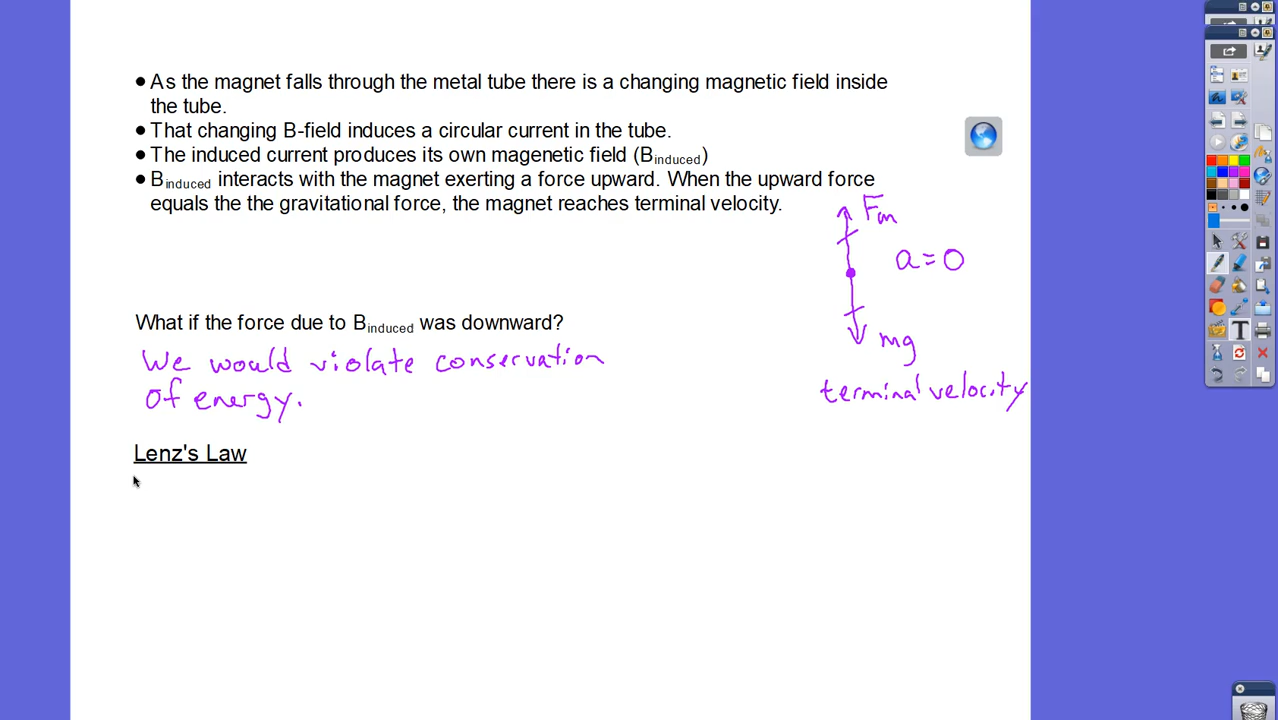 ● As the magnet falls through the metal tube there is a changing magnetic field inside
the tube.
● That changing B-field induces a circular current in the tube.
● The induced current produces its own magenetic field (Binduced)
● Binduced interacts with the magnet exerting a force upward. When the upward force
equals the the gravitational force, the magnet reaches terminal velocity.
Fm
a = 0
What if the force due to Binduced was downward?
mg
We would violate conservation
of energy.
terminal velocity
Lenz's Law
T